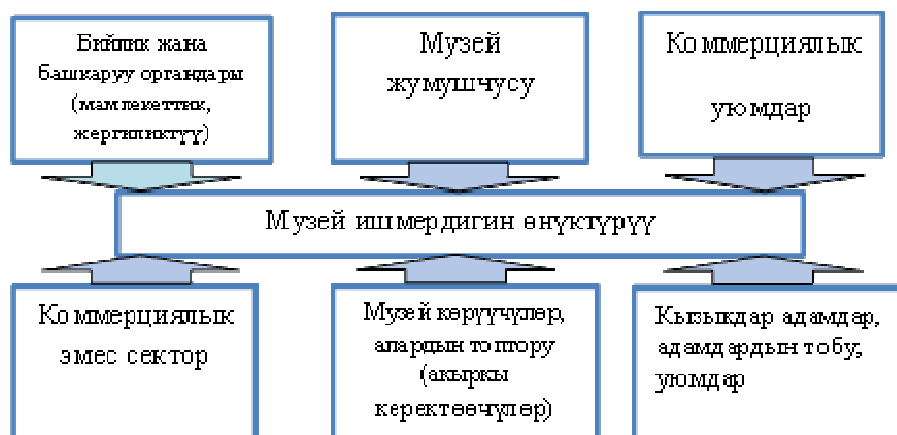 Бийлик жана
башкаруу органдары
(мамлекеттик,
жергиликтүү)
Музей
жумушчусу
Коммерциялык
уюмдар
Музей ишмердигин өнүктүрүү
Коммерциялык
эмес сектор
Музей көрүүчүлөр,
алардын топтору
(акыркы
керектөөчүлөр)
Кызыкдар адамдар,
адамдардын тобу,
уюмдар